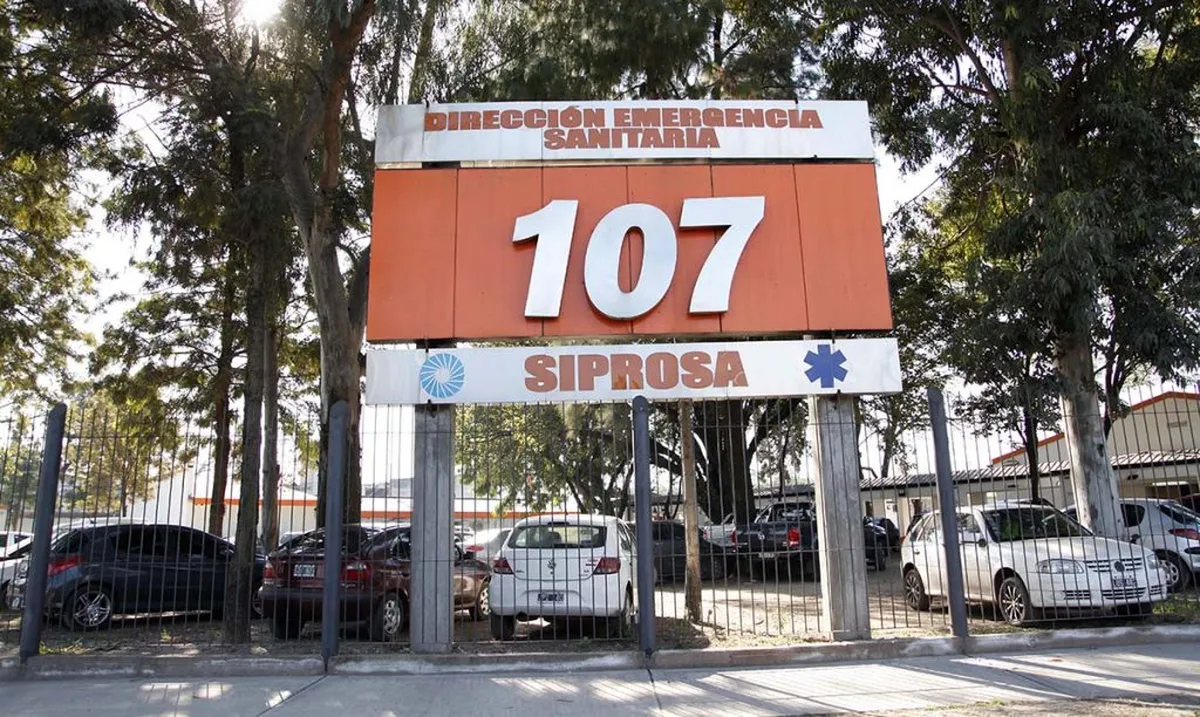 DIRECCIÓN EMERGENCIA
SANITARIA
107
SIPROSA